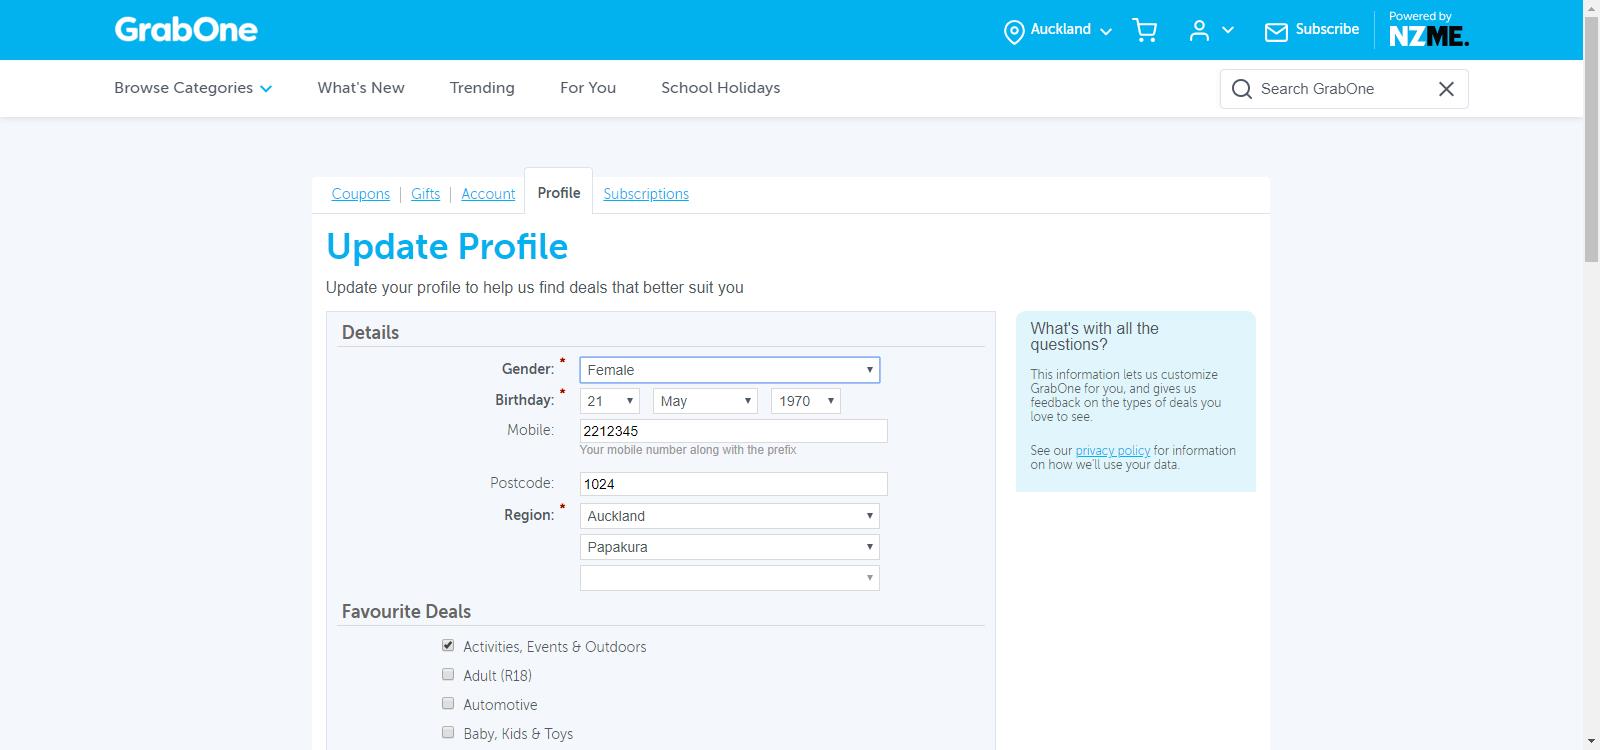 GrabOne
Auckland
Subscribe
Powered by
NZME.
Browse Categories
What's New
Trending
For You
School Holidays
Search GrabOne
Coupons
Gifts
Account
Profile
Subscriptions
Update Profile
Update your profile to help us find deals that better suit you
Details
Gender: *
Female
Birthday: *
21
May
1970
Mobile:
2212345
Your mobile number along with the prefix
Postcode:
1024
Region: *
Auckland
Papakura
Favourite Deals
Activities, Events & Outdoors
Adult (R18)
Automotive
Baby, Kids & Toys
What's with all the
questions?
This information lets us customize
GrabOne for you, and gives us
feedback on the types of deals you
love to see.
See our privacy policy for information
on how we'll use your data.